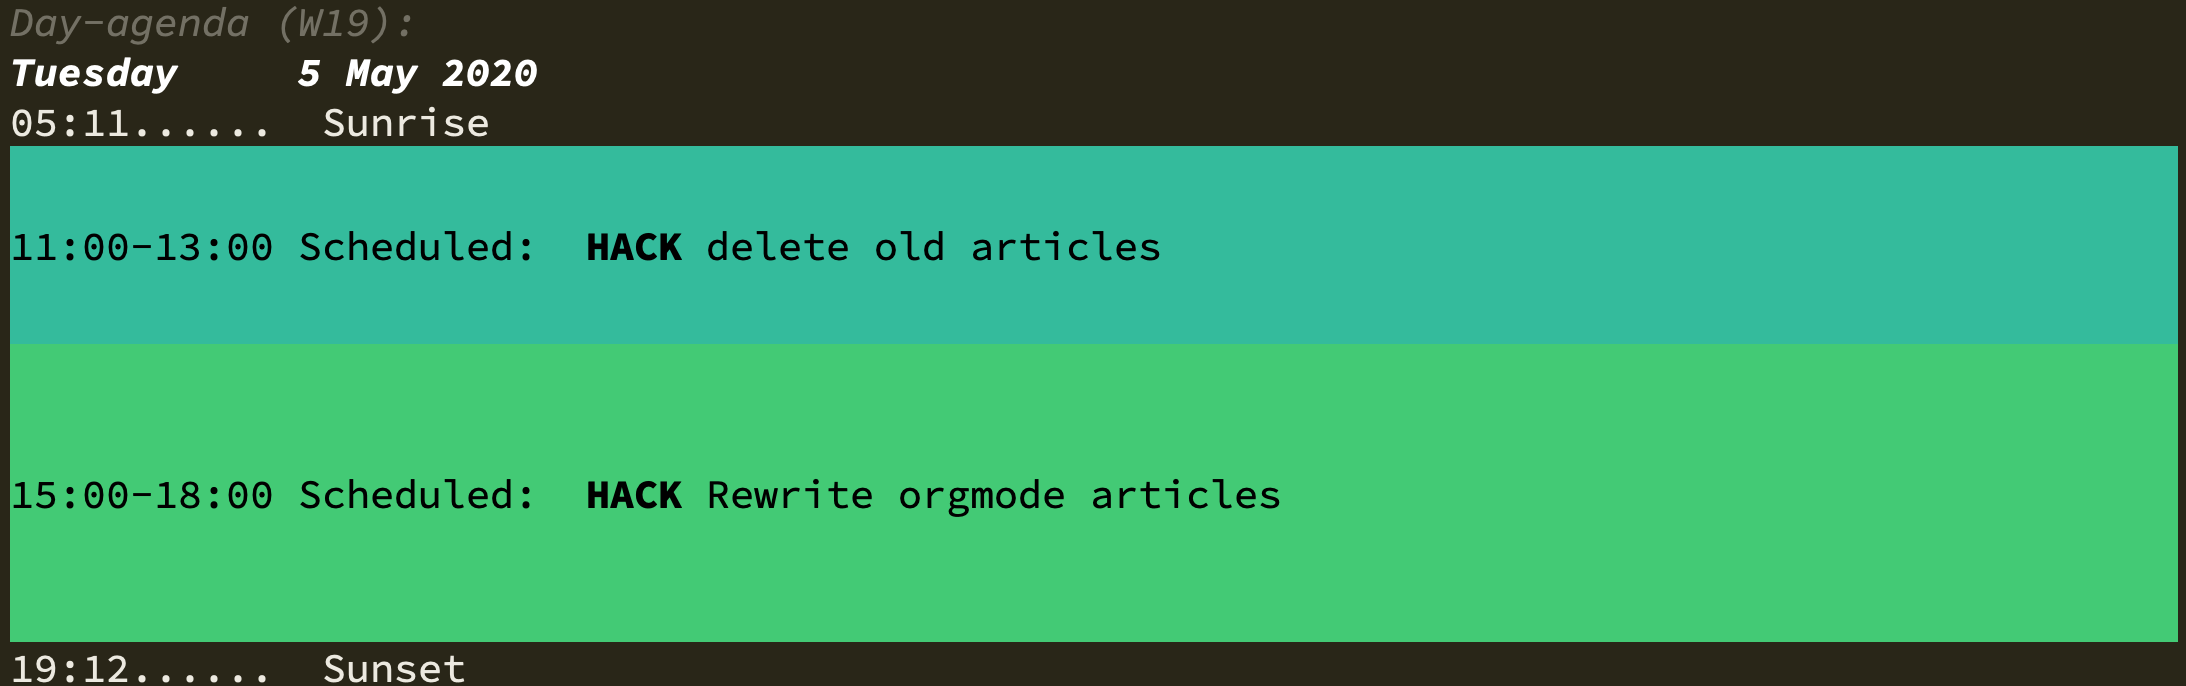 Day-agenda (W19):
Tuesday     5 May 2020
05:11......  Sunrise
11:00-13:00 Scheduled:  HACK delete old articles
15:00-18:00 Scheduled:  HACK Rewrite orgmode articles
19:12......  Sunset